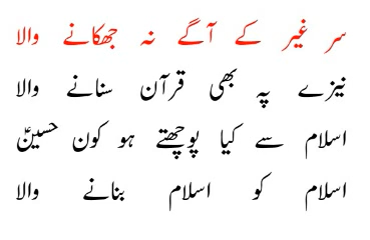 سر غیر کے آگے نہ جھکانے والا
نیزے پہ بھی قرآن سنانے والا
اسلام سے کیا پوچھتے ہو کون حسینؑ
اسلام کو اسلام بنانے والا